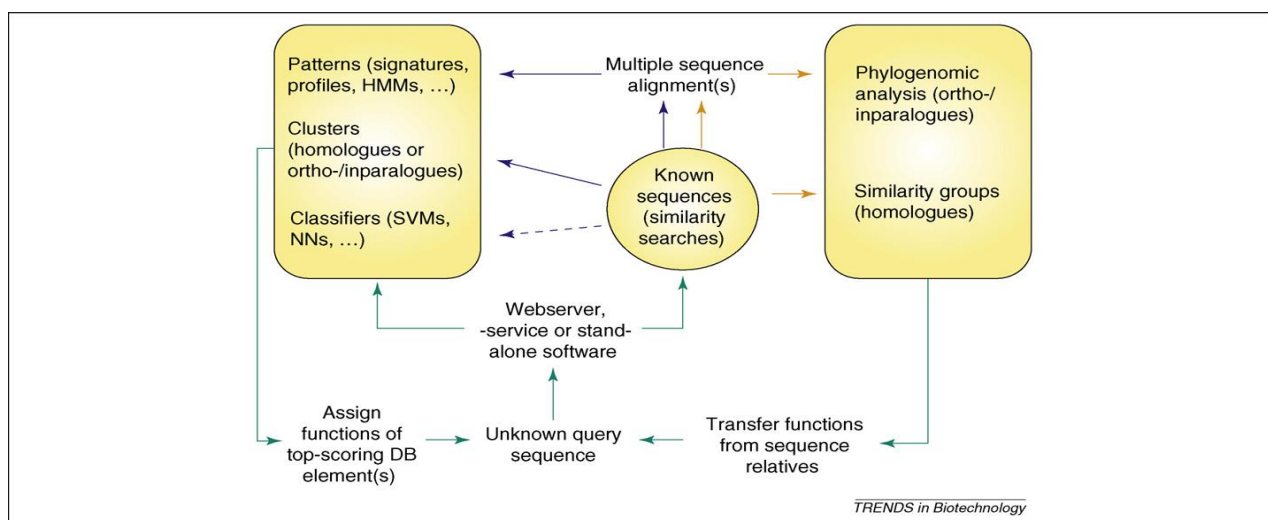 Patterns (signatures,
profiles, HMMs, …)
Clusters
(homologues or
ortho-/inparalogues)
Classifiers (SVMs,
NNs, …)
Multiple sequence
alignment(s)
Known
sequences
(similarity
searches)
Phylogenomic
analysis (ortho-/
inparalogues)
Similarity groups
(homologues)
Webserver,
-service or stand-
alone software
Assign
functions of
top-scoring DB
element(s)
Unknown query
sequence
Transfer functions
from sequence
relatives
TRENDS in Biotechnology